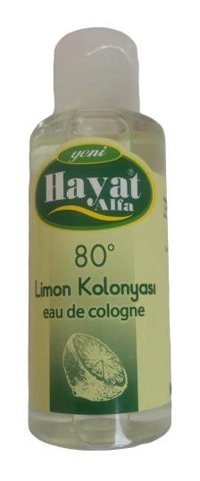 yeni
Hayat®
Alfa
80°
Limon Kolonyası
eau de cologne